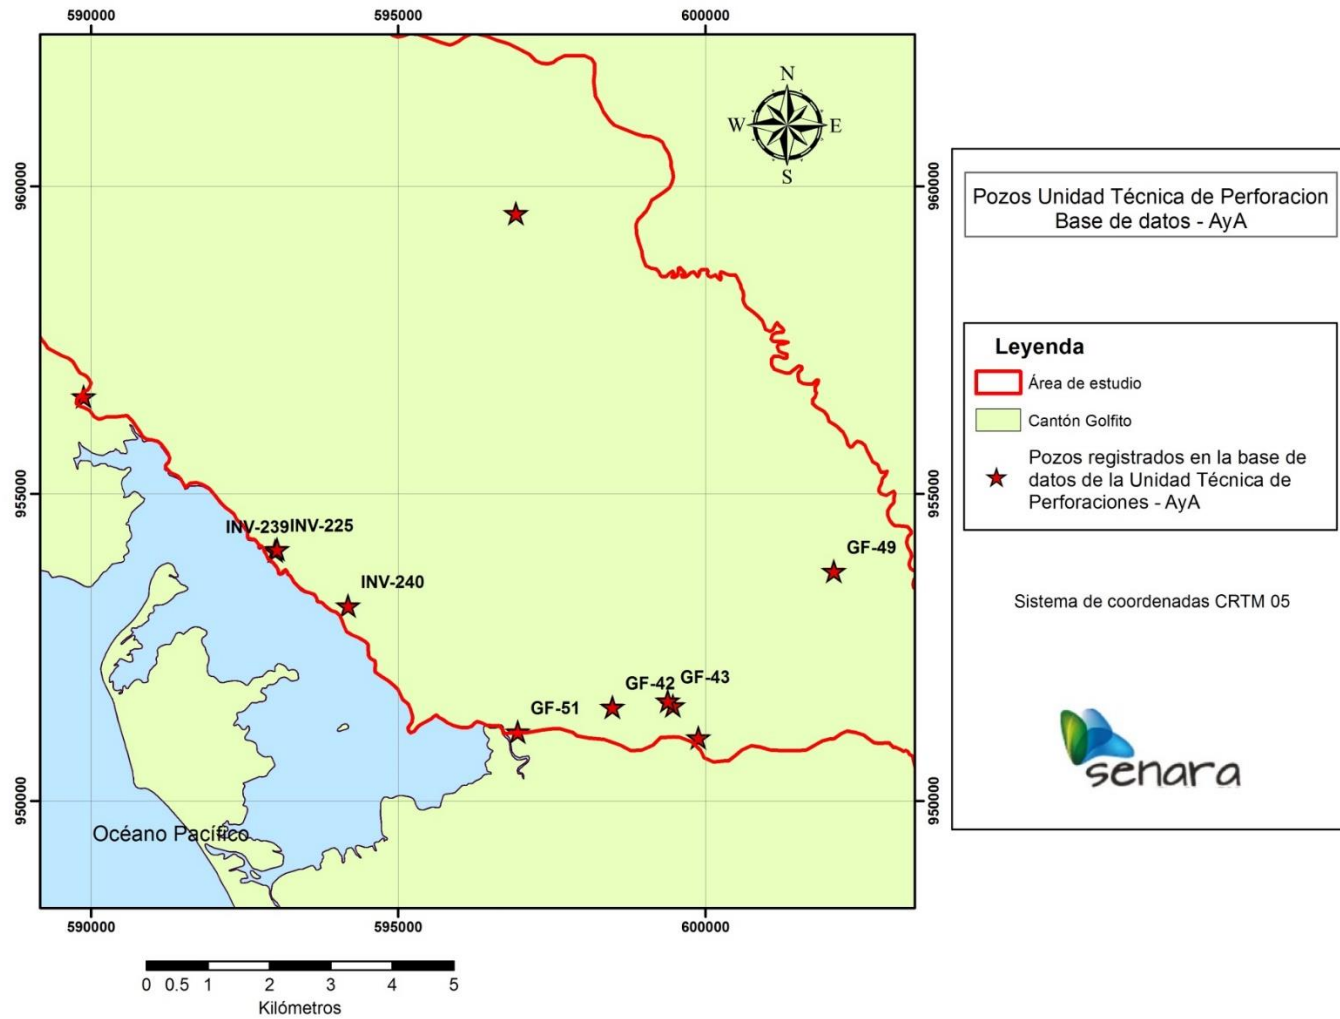 590000
595000
600000
N
W
E
S
960000
960000
955000
955000
950000
950000
INV-239
INV-225
INV-240
GF-49
GF-42
GF-43
GF-51
Océano Pacífico
590000
595000
600000
0 0.5 1 2 3 4 5
Kilómetros
Pozos Unidad Técnica de Perforacion
Base de datos - AyA
Leyenda
Área de estudio
Cantón Golfito
Pozos registrados en la base de
datos de la Unidad Técnica de
Perforaciones - AyA
Sistema de coordenadas CRTM 05
senara